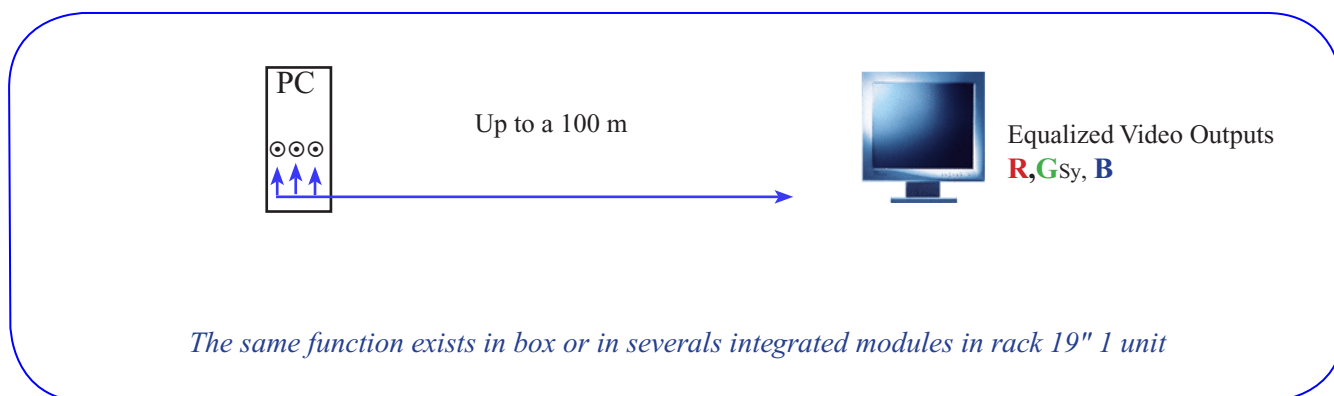 PC
Up to a 100 m
Equalized Video Outputs
R,GSy, B
The same function exists in box or in severals integrated modules in rack 19" 1 unit